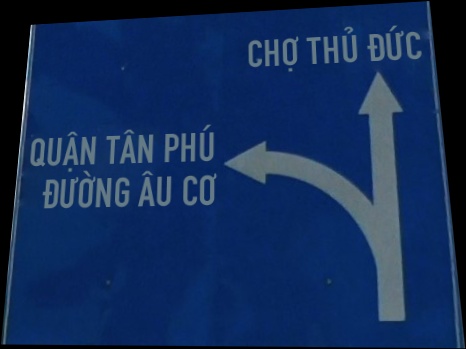 CHỢ THỦ ĐỨC
QUẬN TÂN PHÚ
ĐƯỜNG ÂU CƠ